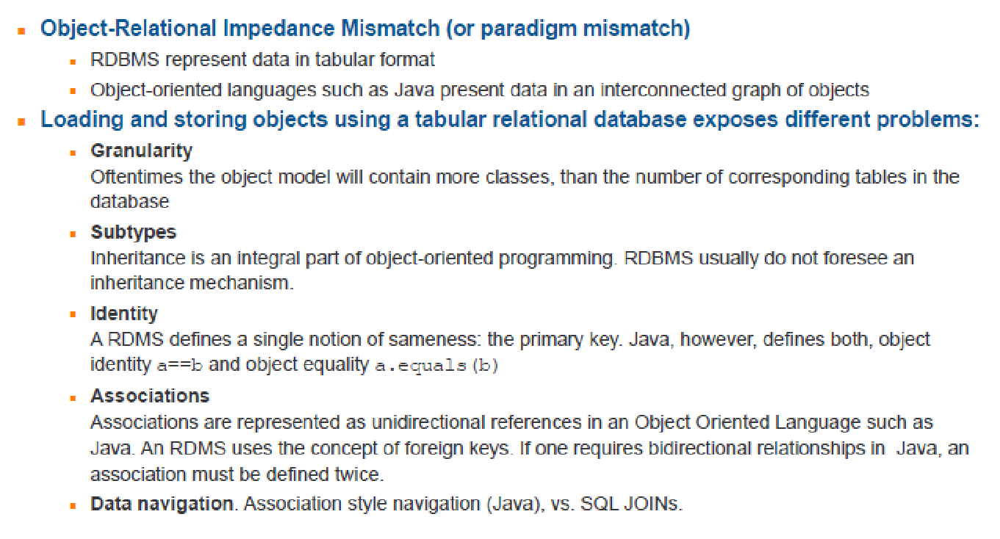 Object-Relational Impedance Mismatch (or paradigm mismatch)
RDBMS represent data in tabular format
Object-oriented languages such as Java present data in an interconnected graph of objects
Loading and storing objects using a tabular relational database exposes different problems:
Granularity
Oftentimes the object model will contain more classes, than the number of corresponding tables in the
database
Subtypes
Inheritance is an integral part of object-oriented programming. RDBMS usually do not foresee an
inheritance mechanism.
Identity
A RDMS defines a single notion of sameness: the primary key. Java, however, defines both, object
identity a==b and object equality a.equals(b)
Associations
Associations are represented as unidirectional references in an Object Oriented Language such as
Java. An RDMS uses the concept of foreign keys. If one requires bidirectional relationships in Java, an
association must be defined twice.
Data navigation. Association style navigation (Java), vs. SQL JOINs.